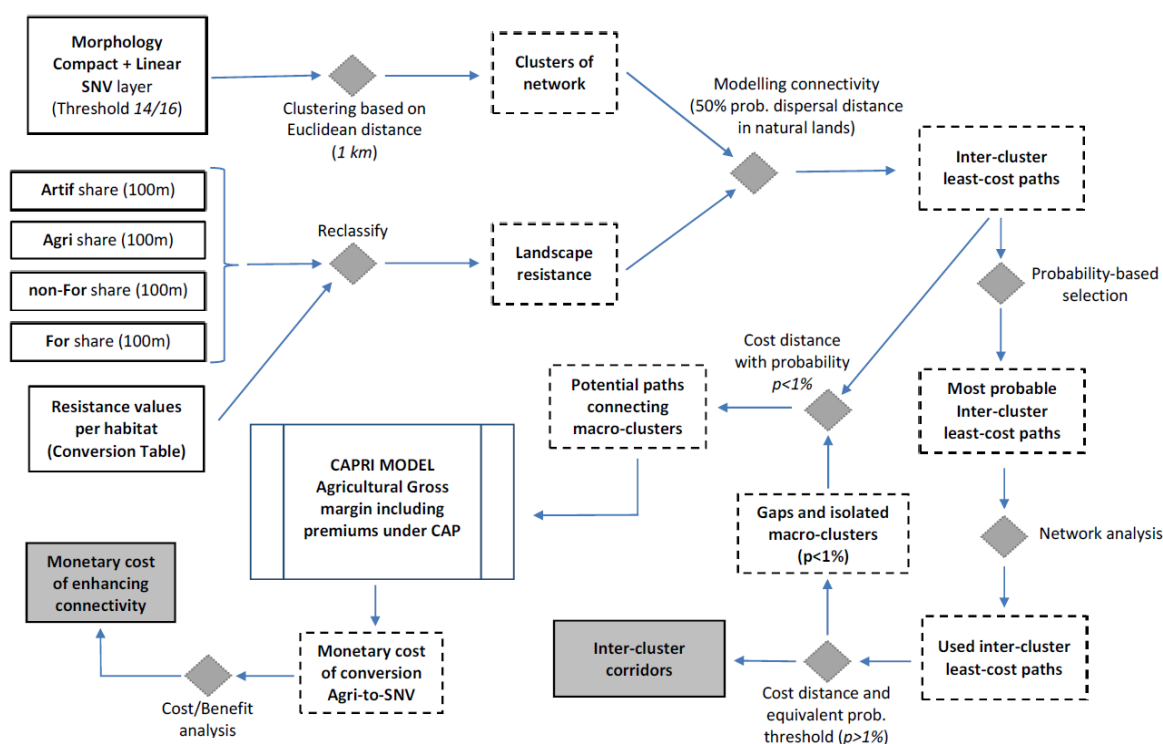 Morphology
Compact + Linear
SNV layer
(Threshold 14/16)
Clustering based on
Euclidean distance
(1 km)
Clusters of
network
Modelling connectivity
(50% prob. dispersal distance
in natural lands)
Inter-cluster
least-cost paths
Artif share (100m)
Agri share (100m)
non-For share (100m)
For share (100m)
Reclassify
Landscape
resistance
Probability-based
selection
Resistance values
per habitat
(Conversion Table)
Cost distance
with probability
p<1%
Potential paths
connecting
macro-clusters
Most probable
Inter-cluster
least-cost paths
CAPRI MODEL
Agricultural Gross
margin including
premiums under CAP
Gaps and isolated
macro-clusters
(p<1%)
Network analysis
Monetary cost
of enhancing
connectivity
Monetary cost
of conversion
Agri-to-SNV
Cost/Benefit
analysis
Inter-cluster
corridors
Cost distance and
equivalent prob.
threshold (p>1%)
Used inter-cluster
least-cost paths